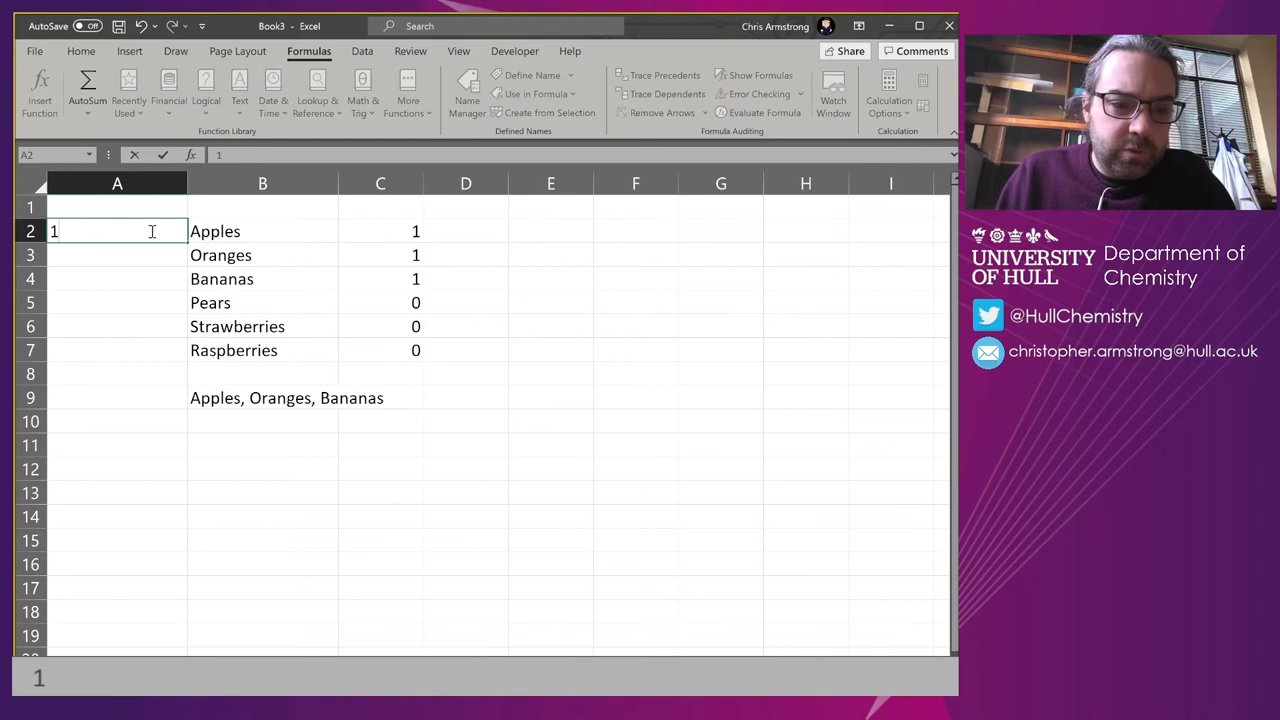 AutoSave Off Book3 - Excel Search Chris Armstrong
File Home Insert Draw Page Layout Formulas Data Review View Developer Help Share Comments
Insert Function
AutoSum
Recently Used
Financial
Logical
Text
Date & Time
Lookup & Reference
Math & Trig
More Functions
Function Library
Name Manager
Define Name
Use in Formula
Create from Selection
Defined Names
Trace Precedents
Trace Dependents
Remove Arrows
Show Formulas
Error Checking
Evaluate Formula
Formula Auditing
Watch Window
Calculation Options
Calculation
A2 fx 1
A B C D E F G H I
1
2 1 Apples 1
3 Oranges 1
4 Bananas 1
5 Pears 0
6 Strawberries 0
7 Raspberries 0
8
9 Apples, Oranges, Bananas
10
11
12
13
14
15
16
17
18
19
1
UNIVERSITY OF HULL
Department of Chemistry
@HullChemistry
christopher.armstrong@hull.ac.uk